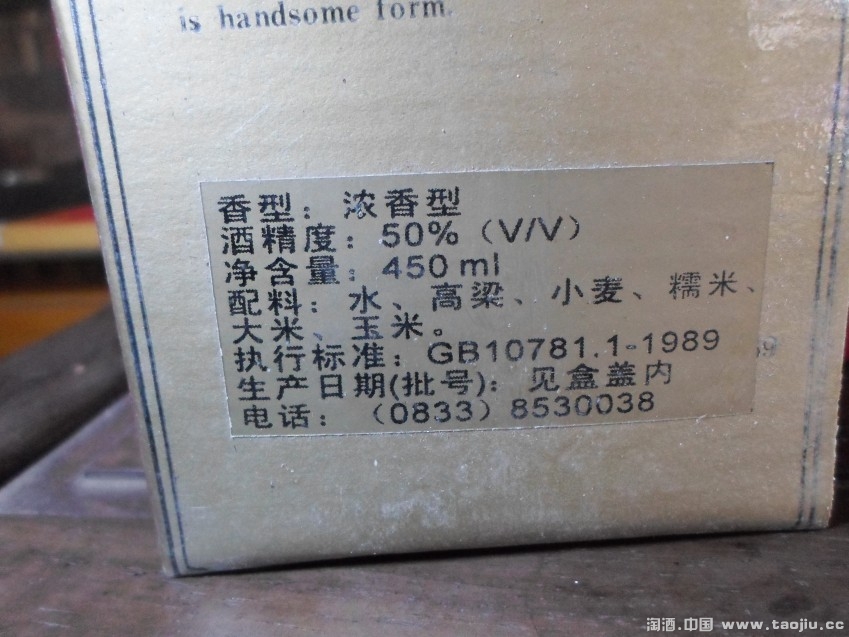 is handsome form.
香型：浓香型
酒精度：50%（V/V）
净含量：450ml
配料：水、高粱、小麦、糯米、
大米、玉米。
执行标准：GB10781.1-1989
生产日期(批号)：见盒盖内
电话：（0833）8530038
淘酒.中国 www.taojiu.cc